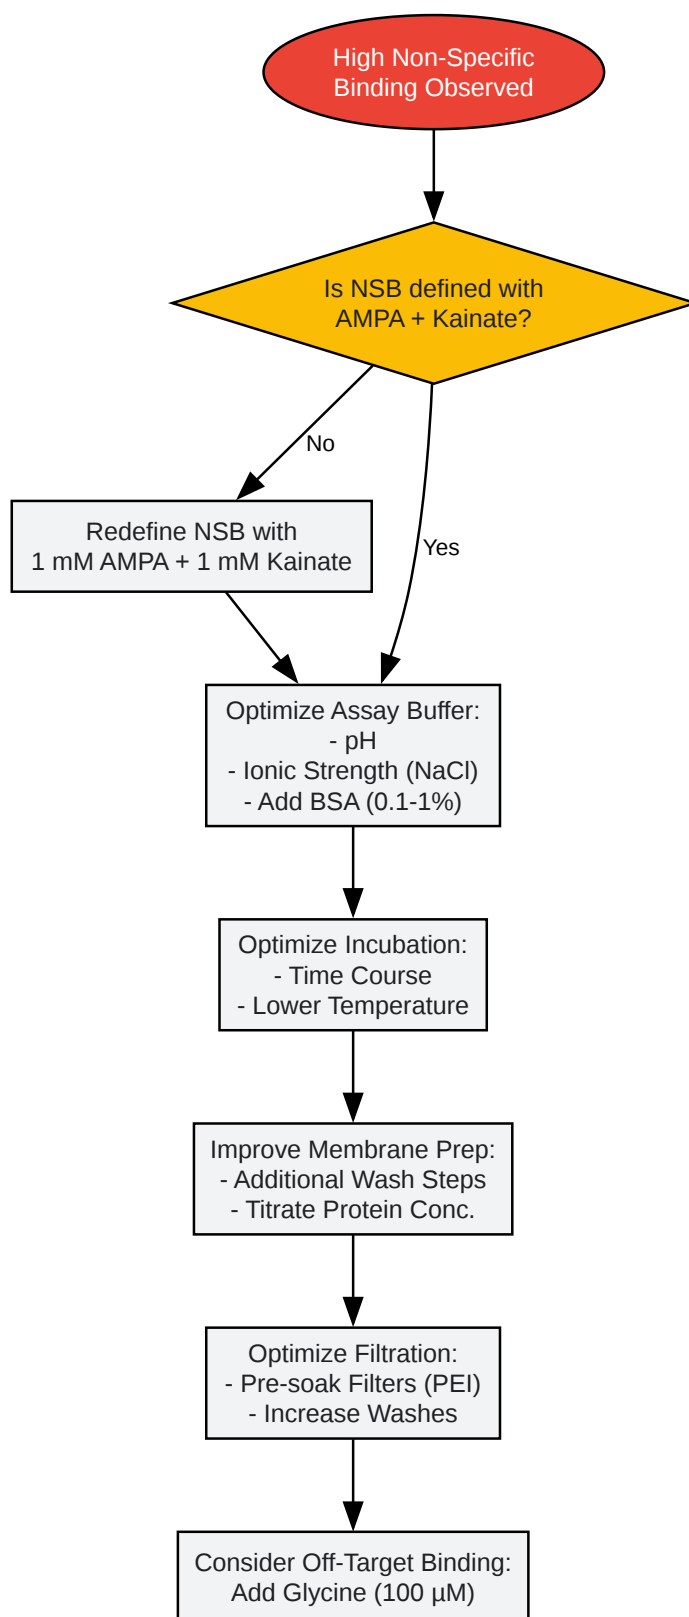 High Non-Specific
Binding Observed
Is NSB defined with
AMPA + Kainate?
No
Redefine NSB with
1 mM AMPA + 1 mM Kainate
Yes
Optimize Assay Buffer:
- pH
- Ionic Strength (NaCl)
- Add BSA (0.1-1%)
Optimize Incubation:
- Time Course
- Lower Temperature
Improve Membrane Prep:
- Additional Wash Steps
- Titrate Protein Conc.
Optimize Filtration:
- Pre-soak Filters (PEI)
- Increase Washes
Consider Off-Target Binding:
Add Glycine (100 µM)